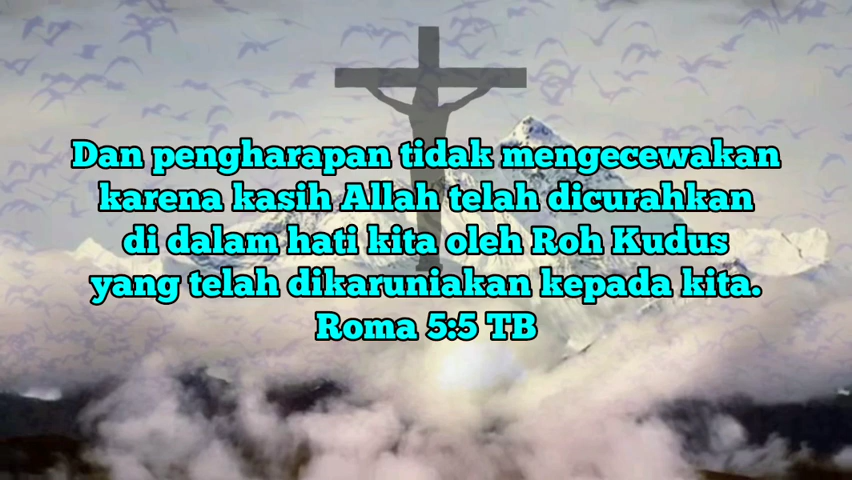 Dan pengharapan tidak mengecewakan
karena kasih Allah telah dicurahkan
di dalam hati kita oleh Roh Kudus
yang telah dikaruniakan kepada kita.
Roma 5:5 TB